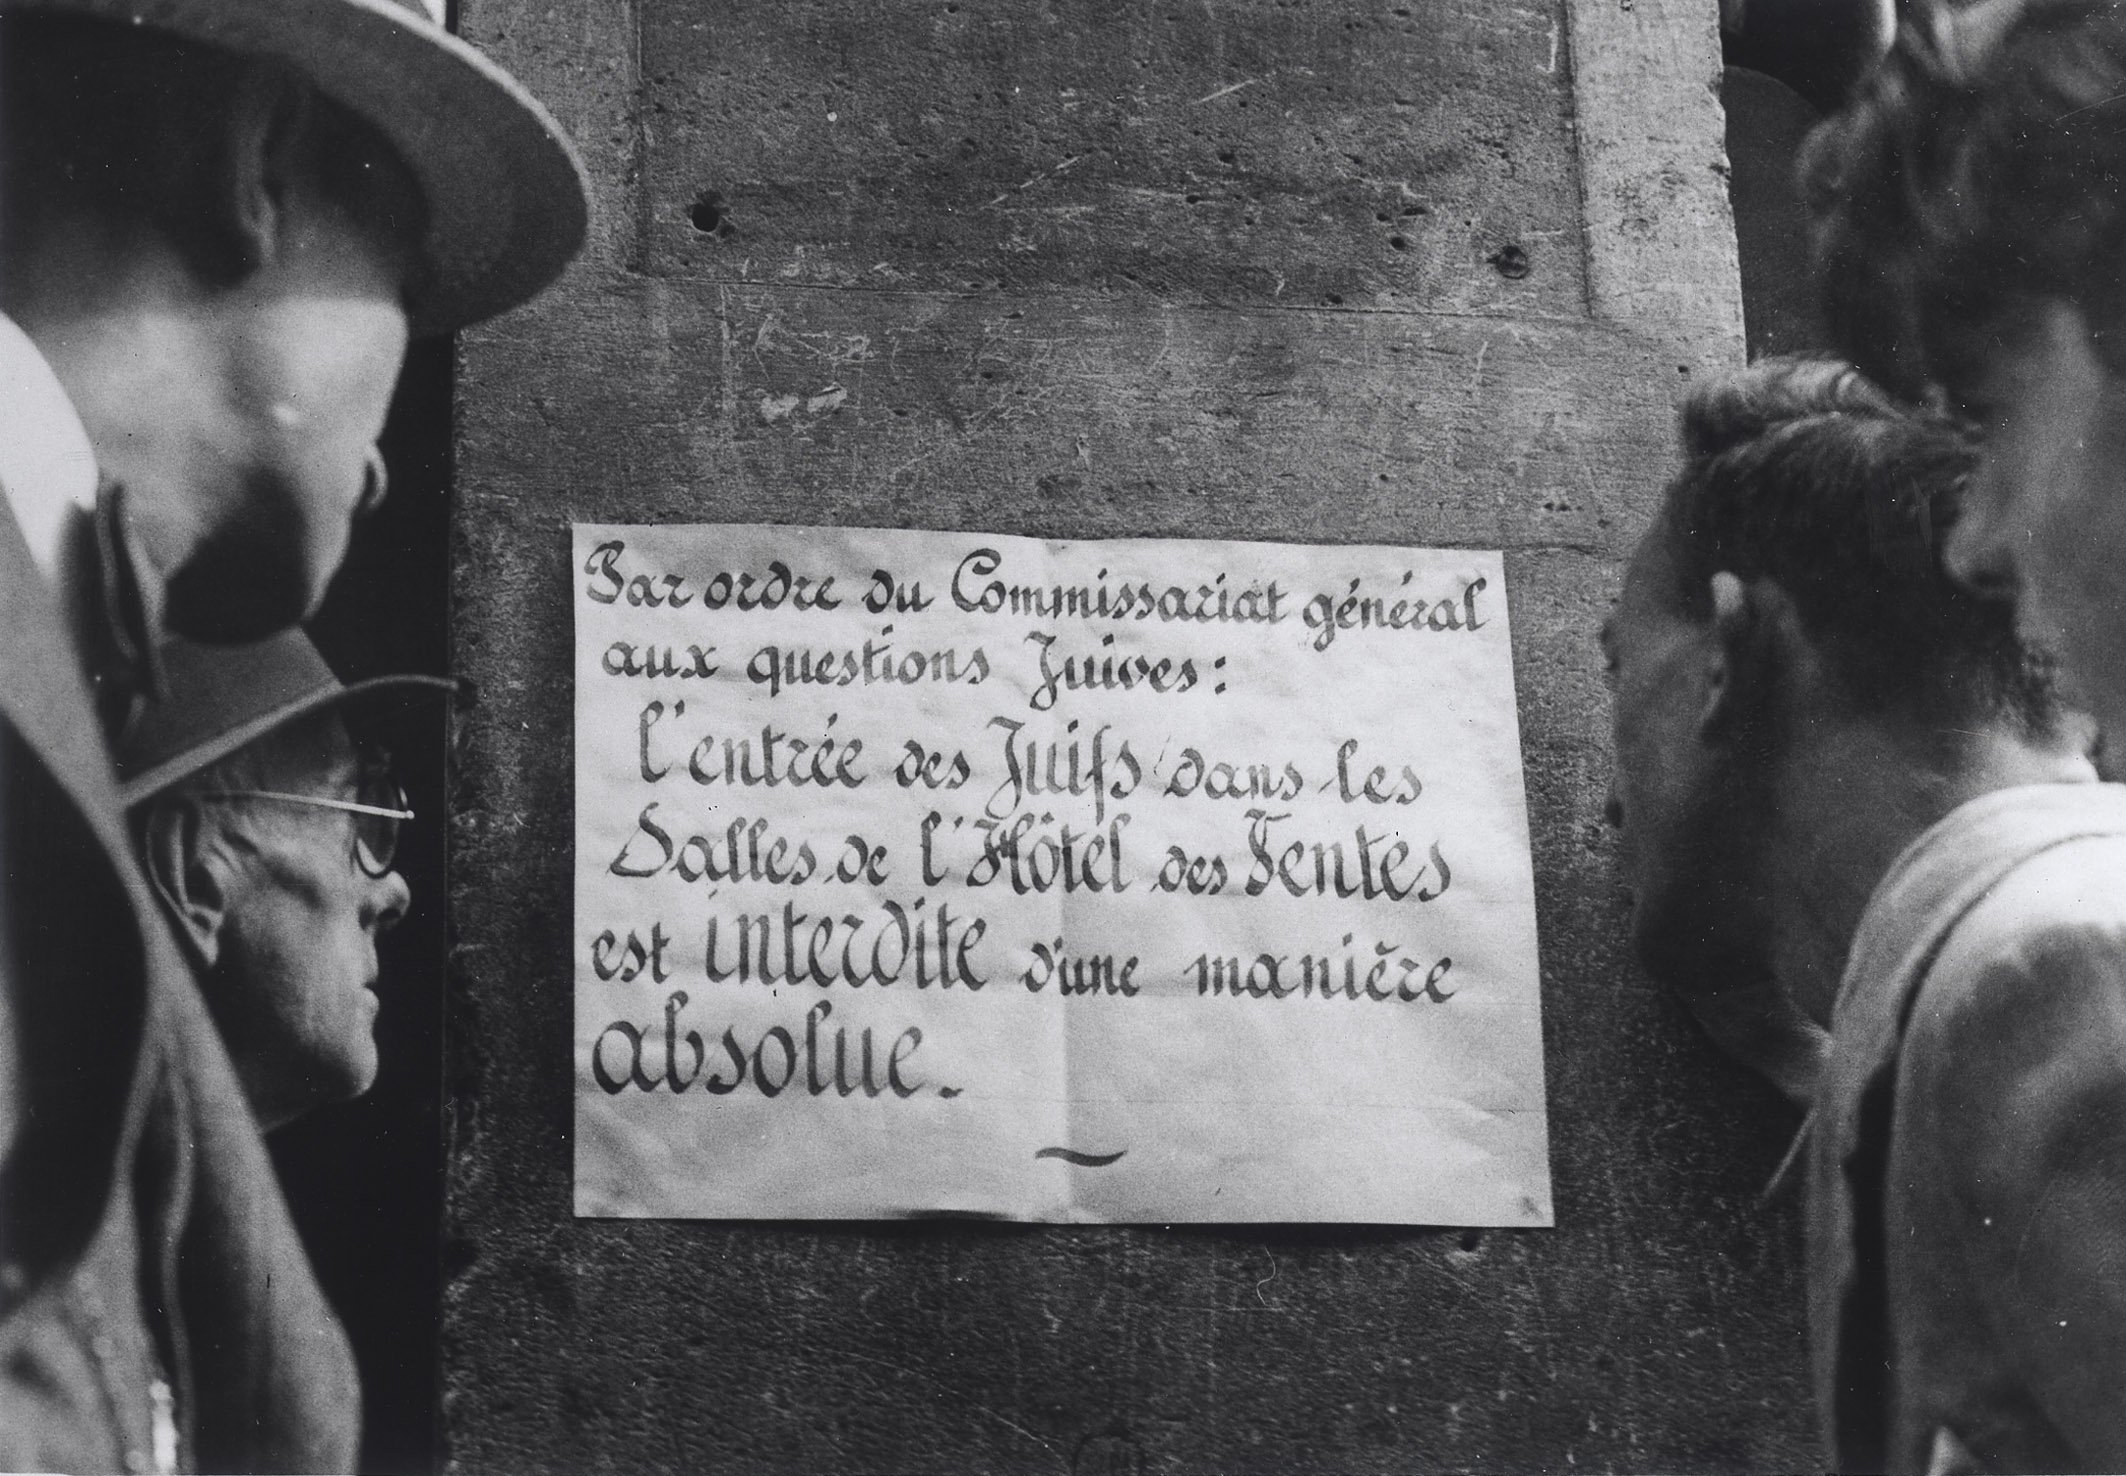 Par ordre du Commissariat général
aux questions Juives:
l'entrée des Juifs dans les
Salles de l'Hôtel des Ventes
est interdite d'une manière
absolue.